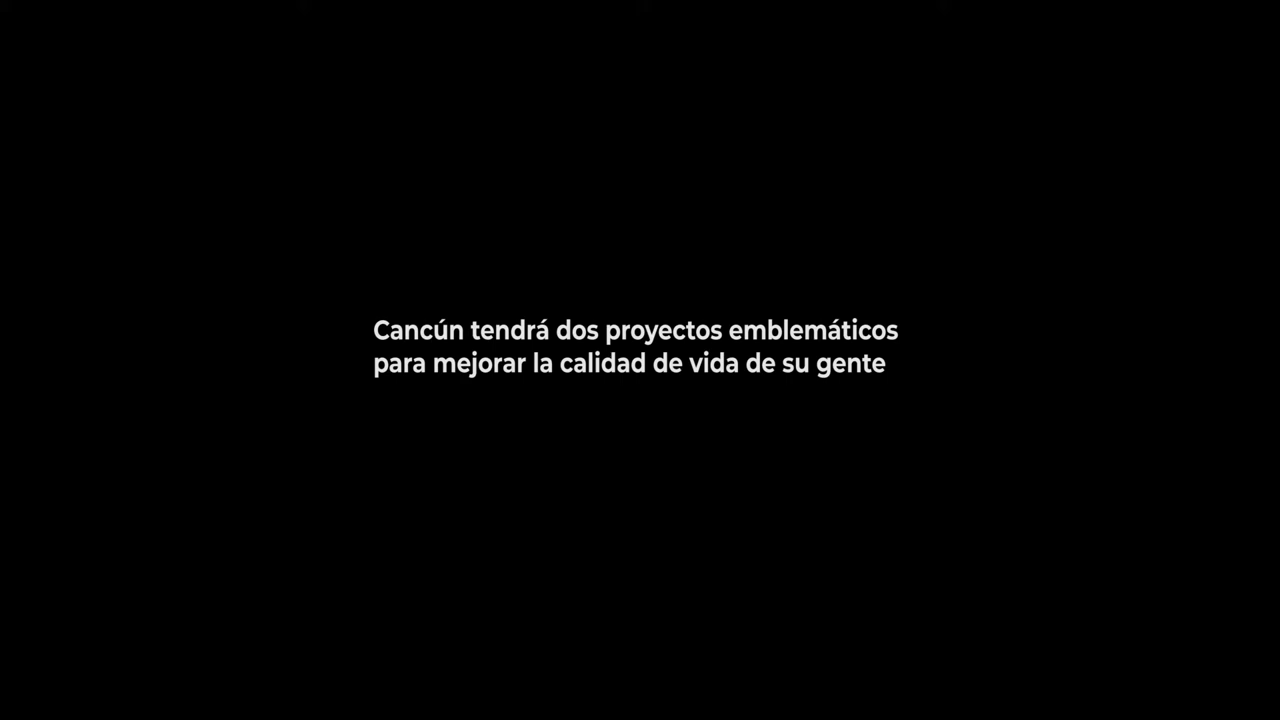 Cancún tendrá dos proyectos emblemáticos
para mejorar la calidad de vida de su gente